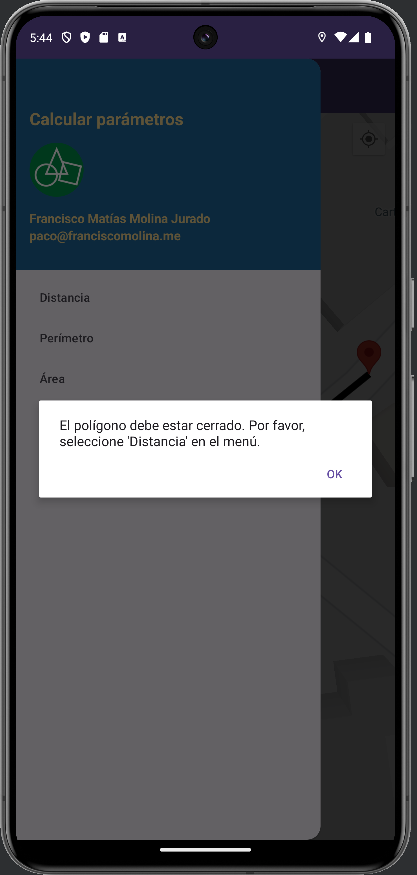 5:44
Calcular parámetros
Francisco Matías Molina Jurado
paco@franciscomolina.me
Distancia
Perímetro
Área
El polígono debe estar cerrado. Por favor,
seleccione 'Distancia' en el menú.
OK